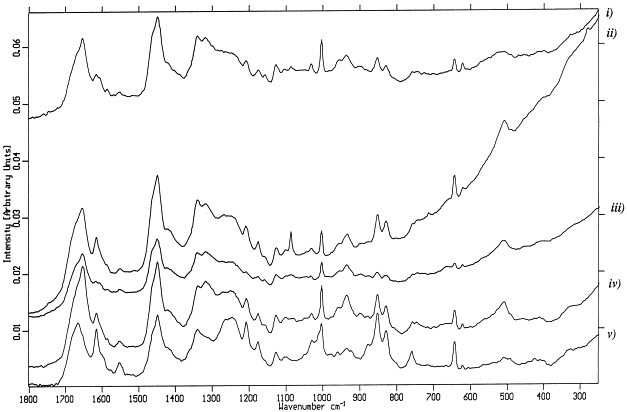 i)
ii)
iii)
iv)
v)
Intensity [Arbitrary Units]
0.06
0.05
0.04
0.03
0.02
0.01
1800 1700 1600 1500 1400 1300 1200 1100 1000 900 800 700 600 500 400 300
Wavenumber cm-1